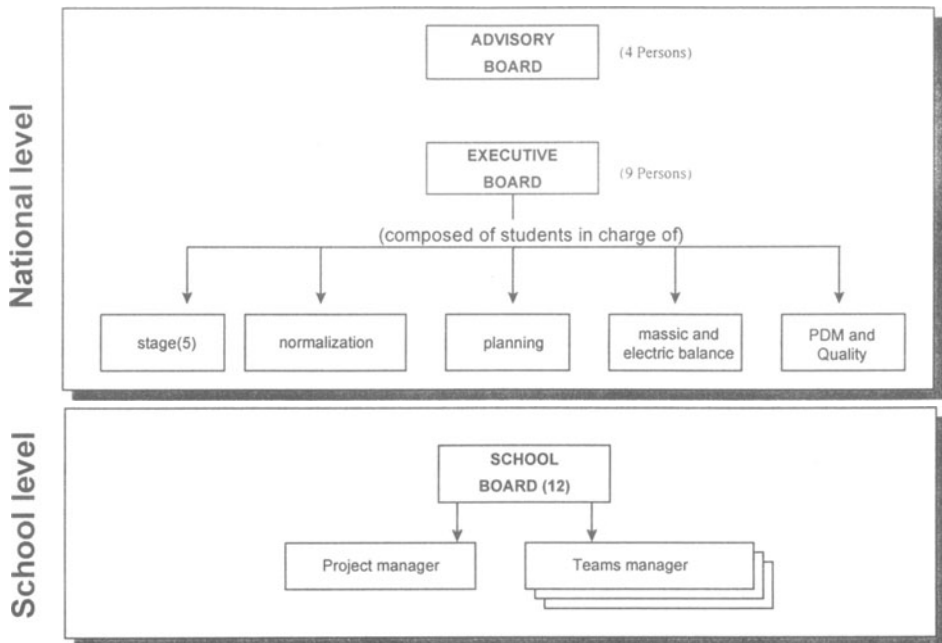 National level
ADVISORY
BOARD
(4 Persons)
EXECUTIVE
BOARD
(9 Persons)
(composed of students in charge of)
stage(5)
normalization
planning
massic and
electric balance
PDM and
Quality
School level
SCHOOL
BOARD (12)
Project manager
Teams manager